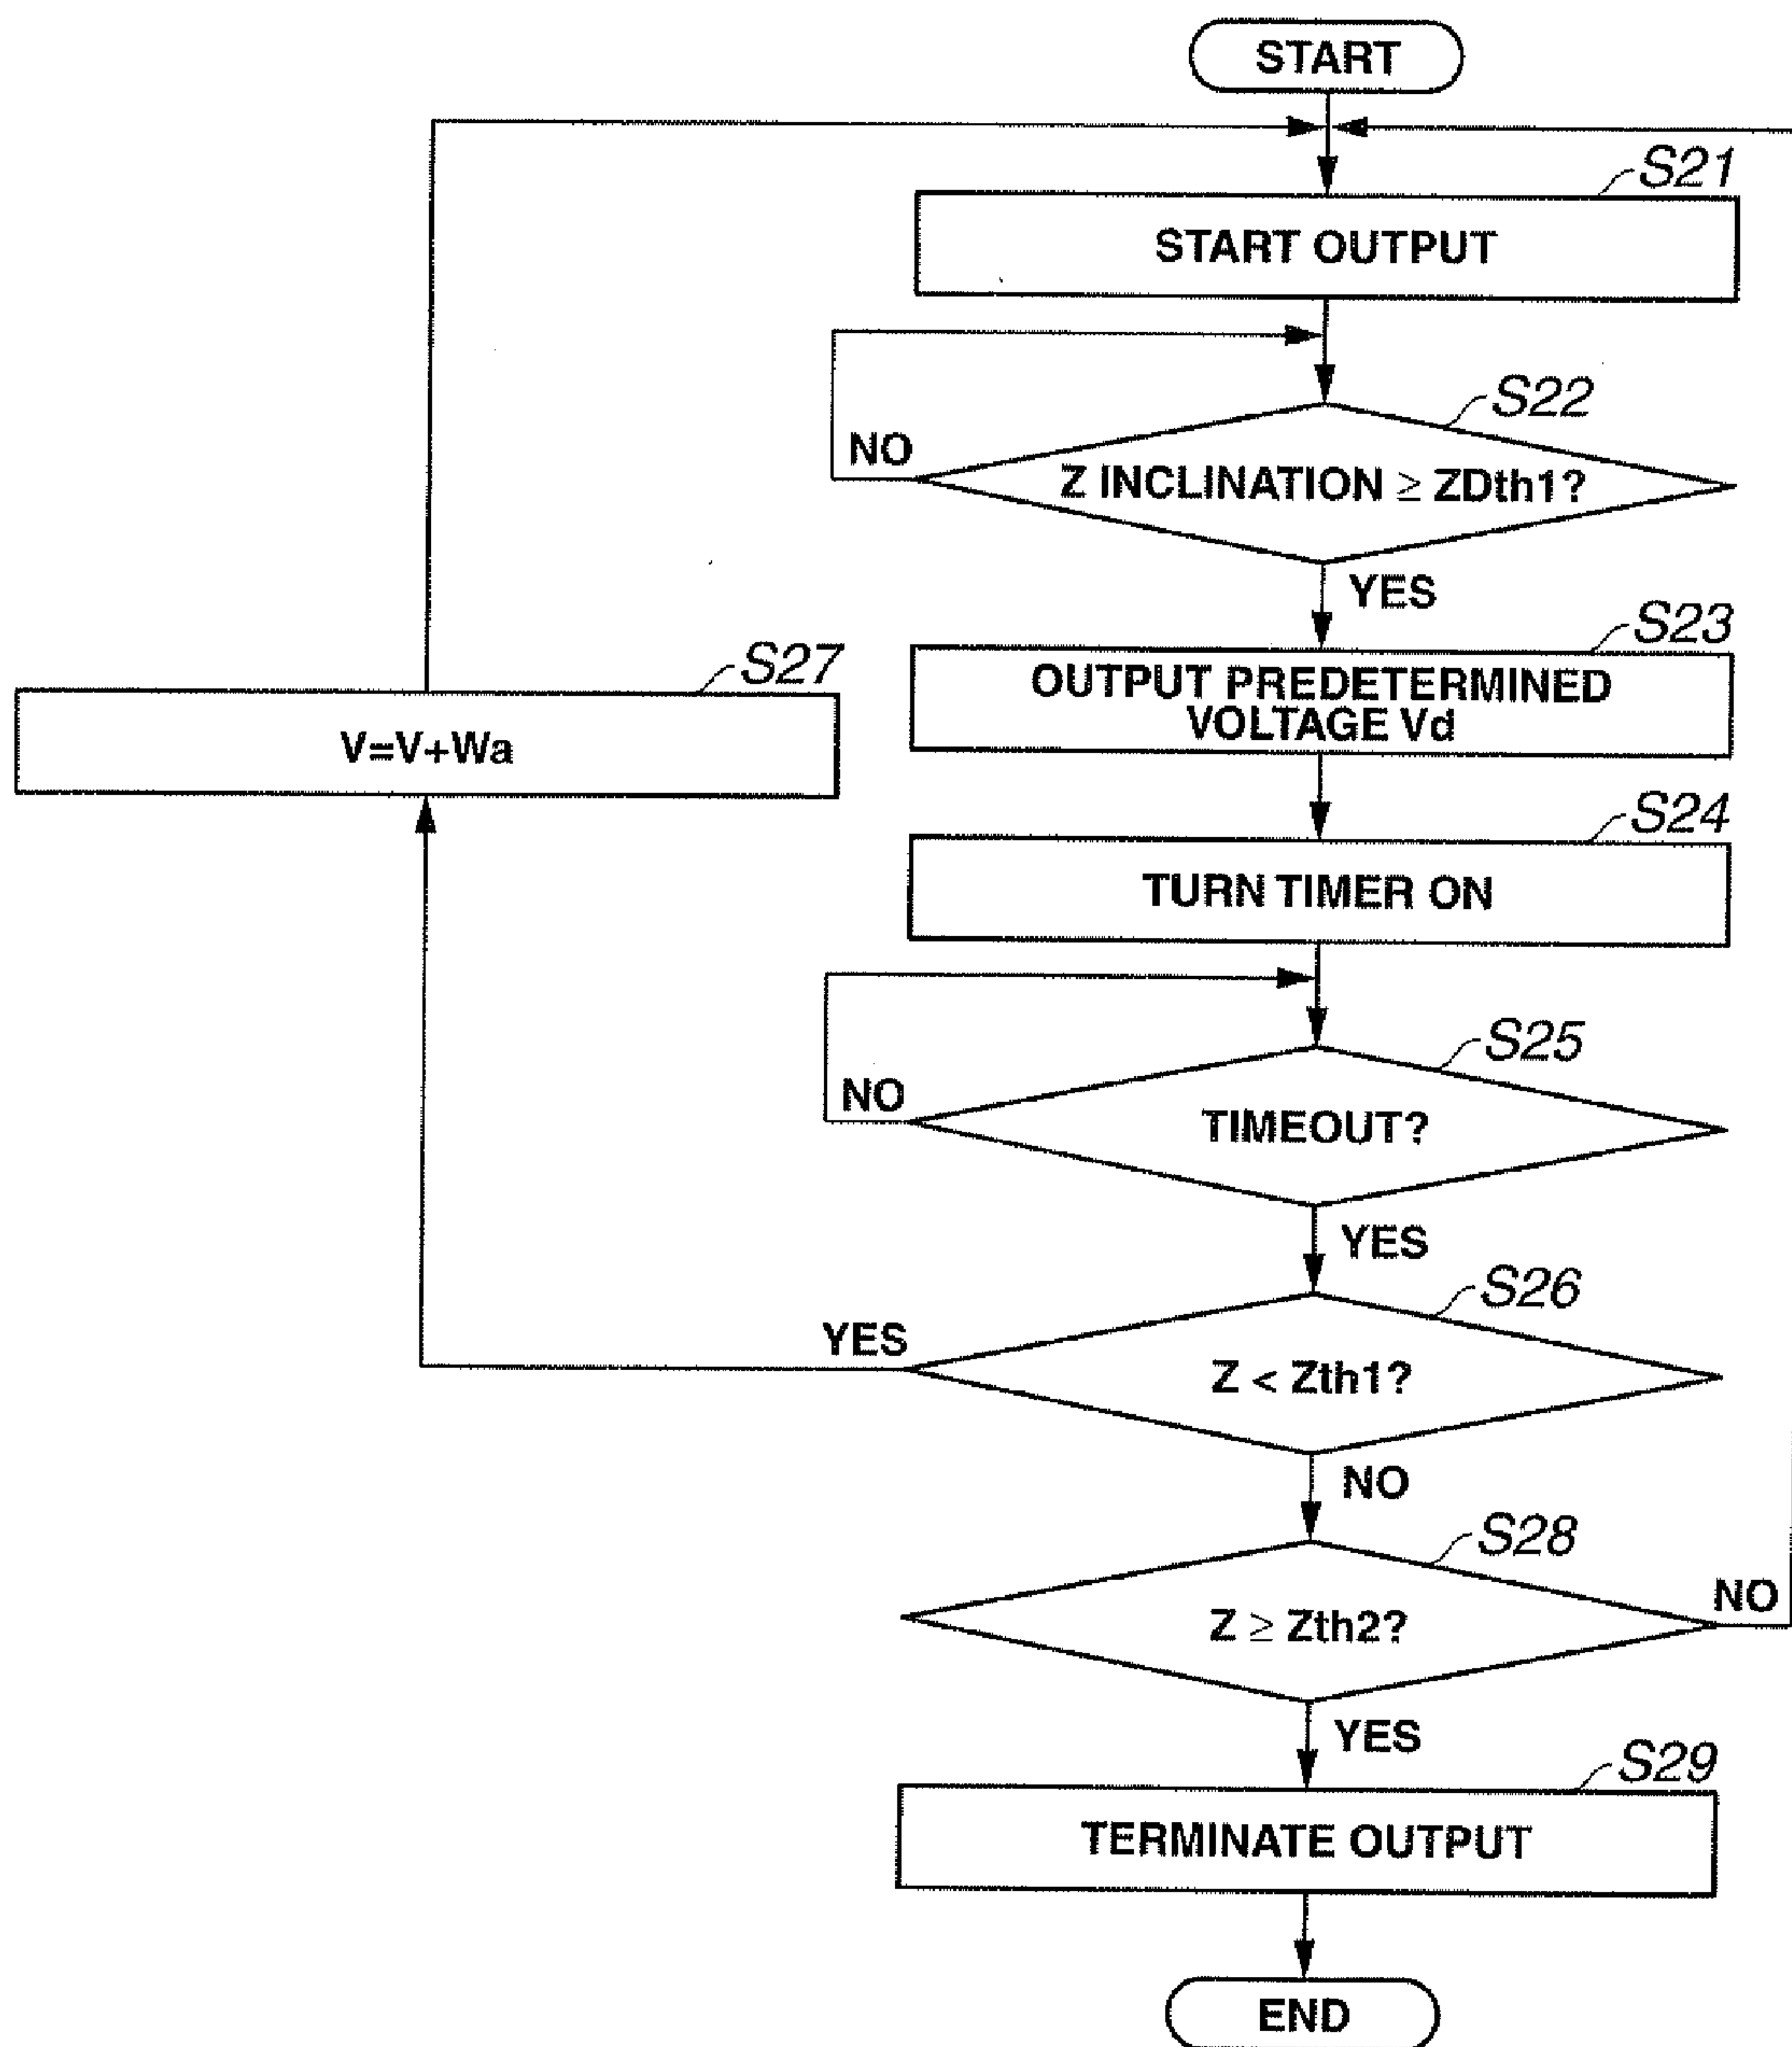 START
S21
START OUTPUT
S22
NO
Z INCLINATION ≥ ZDth1?
YES
S23
OUTPUT PREDETERMINED
VOLTAGE Vd
S27
V=V+Wa
S24
TURN TIMER ON
S25
NO
TIMEOUT?
YES
S26
YES
Z < Zth1?
NO
S28
NO
Z ≥ Zth2?
YES
S29
TERMINATE OUTPUT
END